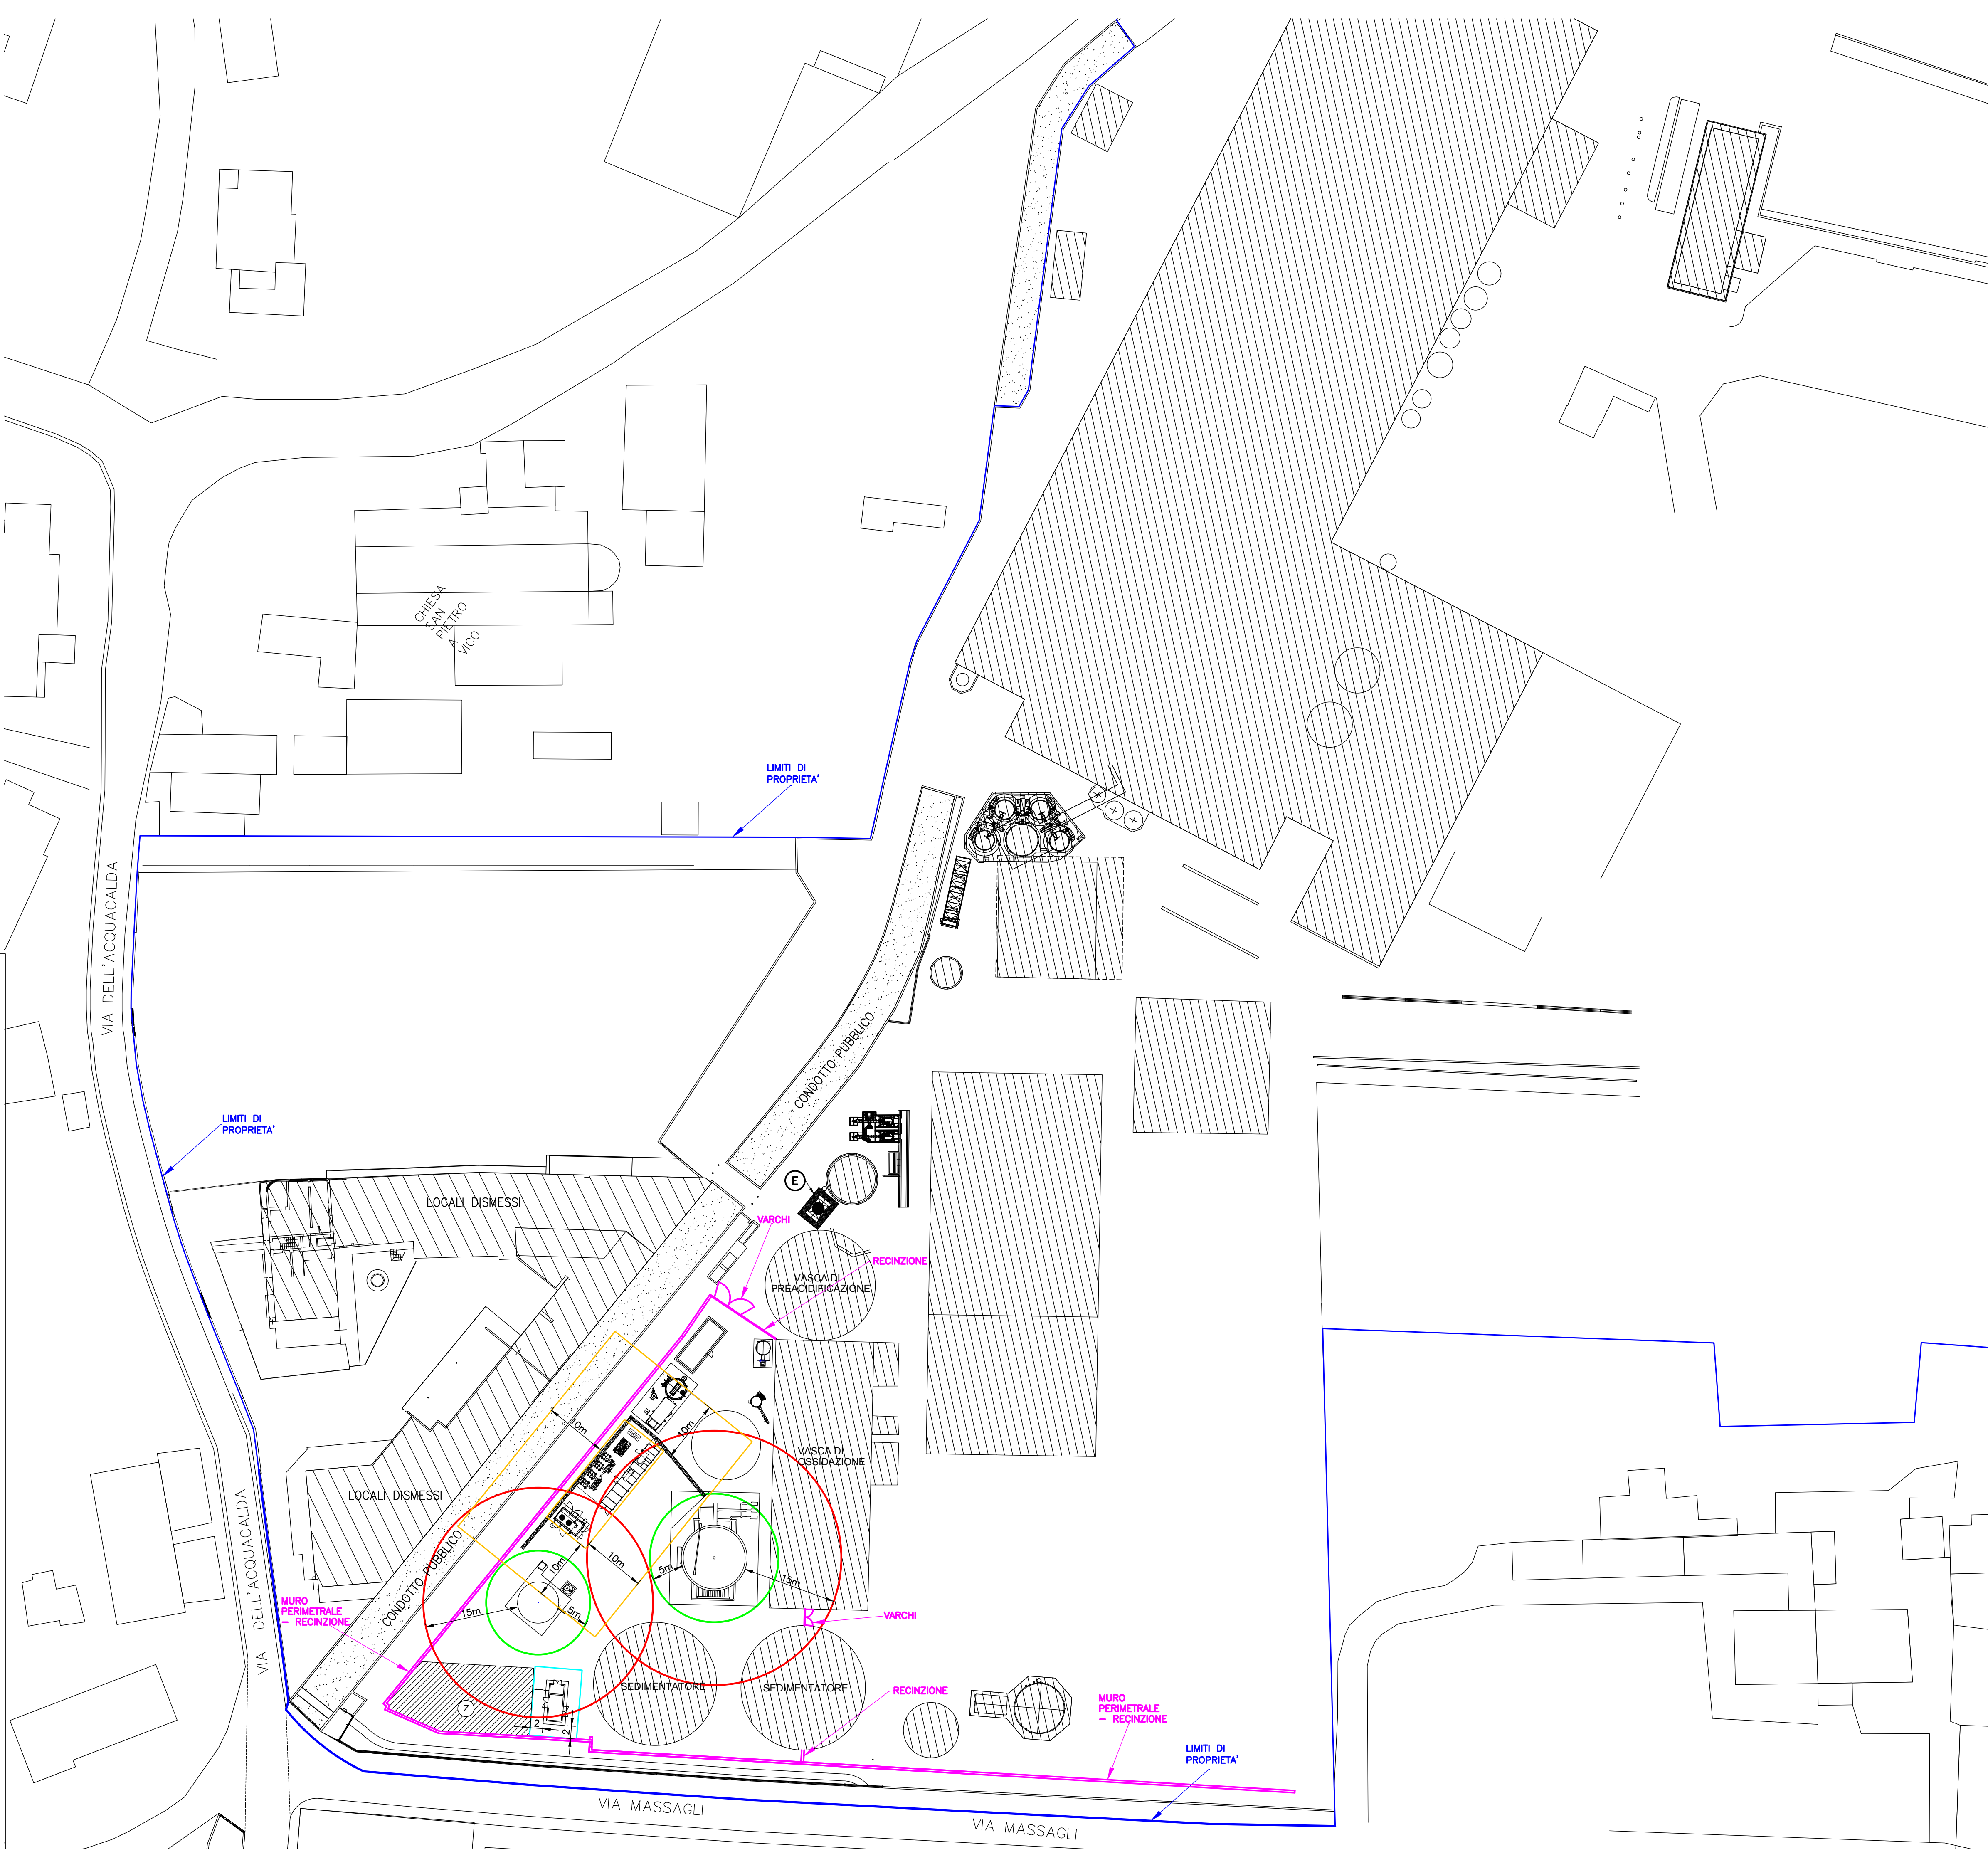 CHIESA
SAN
PIETRO
A
VICO
LIMITI DI
PROPRIETA'
VIA DELL'ACQUACALDA
CONDOTTO PUBBLICO
LIMITI DI
PROPRIETA'
E
LOCALI DISMESSI
VARCHI
RECINZIONE
VASCA DI
PREACIDIFICAZIONE
10m
10m
VASCA DI
OSSIDAZIONE
LOCALI DISMESSI
CONDOTTO PUBBLICO
VIA DELL'ACQUACALDA
10m
10m
5m
15m
MURO
PERIMETRALE
- RECINZIONE
15m
5m
VARCHI
SEDIMENTATORE
SEDIMENTATORE
RECINZIONE
Z
2
2
MURO
PERIMETRALE
- RECINZIONE
LIMITI DI
PROPRIETA'
VIA MASSAGLI
VIA MASSAGLI